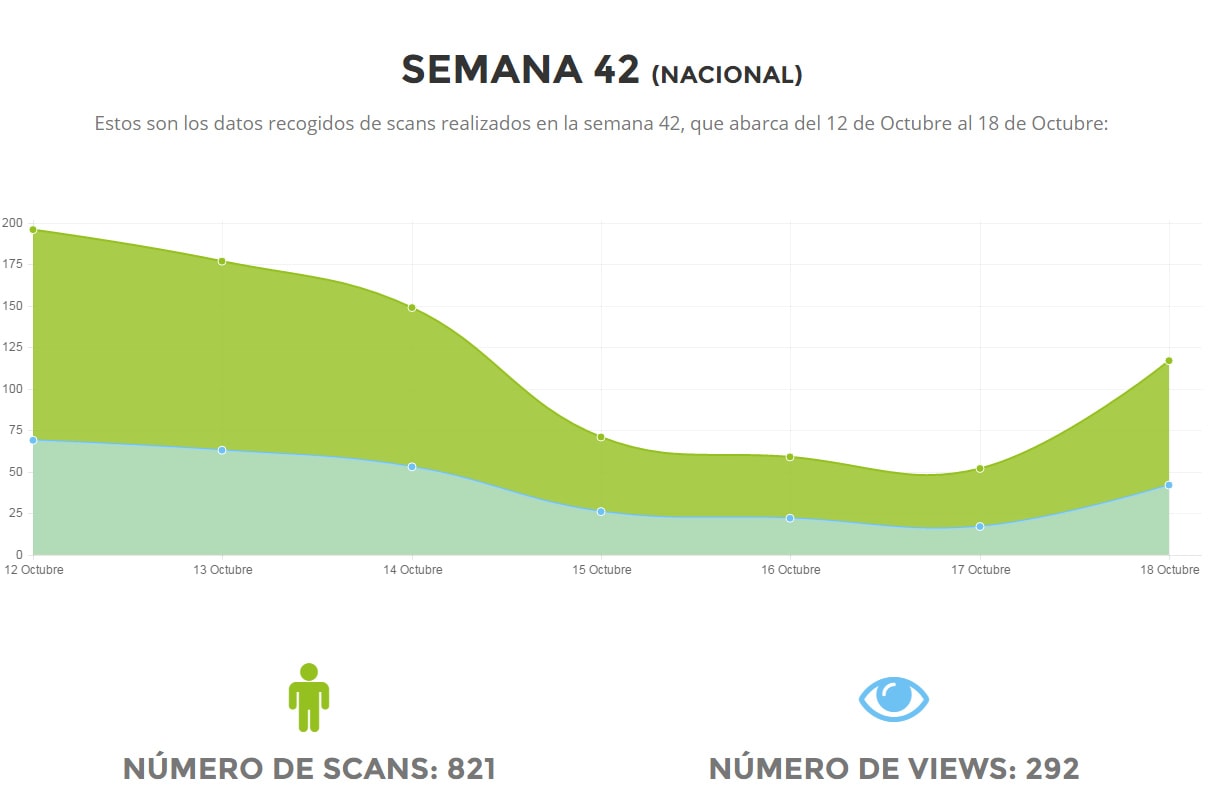 SEMANA 42 (NACIONAL)
Estos son los datos recogidos de scans realizados en la semana 42, que abarca del 12 de Octubre al 18 de Octubre:
200
175
150
125
100
75
50
25
0
12 Octubre 13 Octubre 14 Octubre 15 Octubre 16 Octubre 17 Octubre 18 Octubre
NÚMERO DE SCANS: 821 NÚMERO DE VIEWS: 292